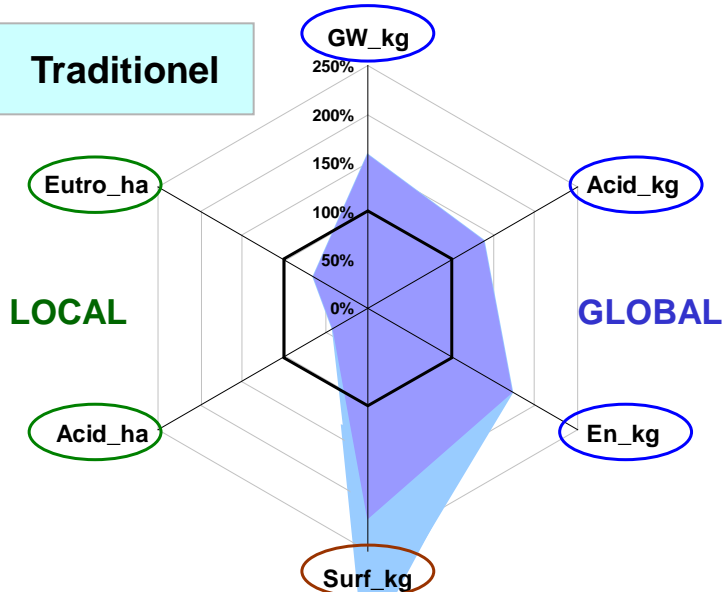 GW_kg
Traditionel
250%
200%
150%
100%
50%
0%
Eutro_ha
Acid_kg
LOCAL
GLOBAL
Acid_ha
En_kg
Surf_kg